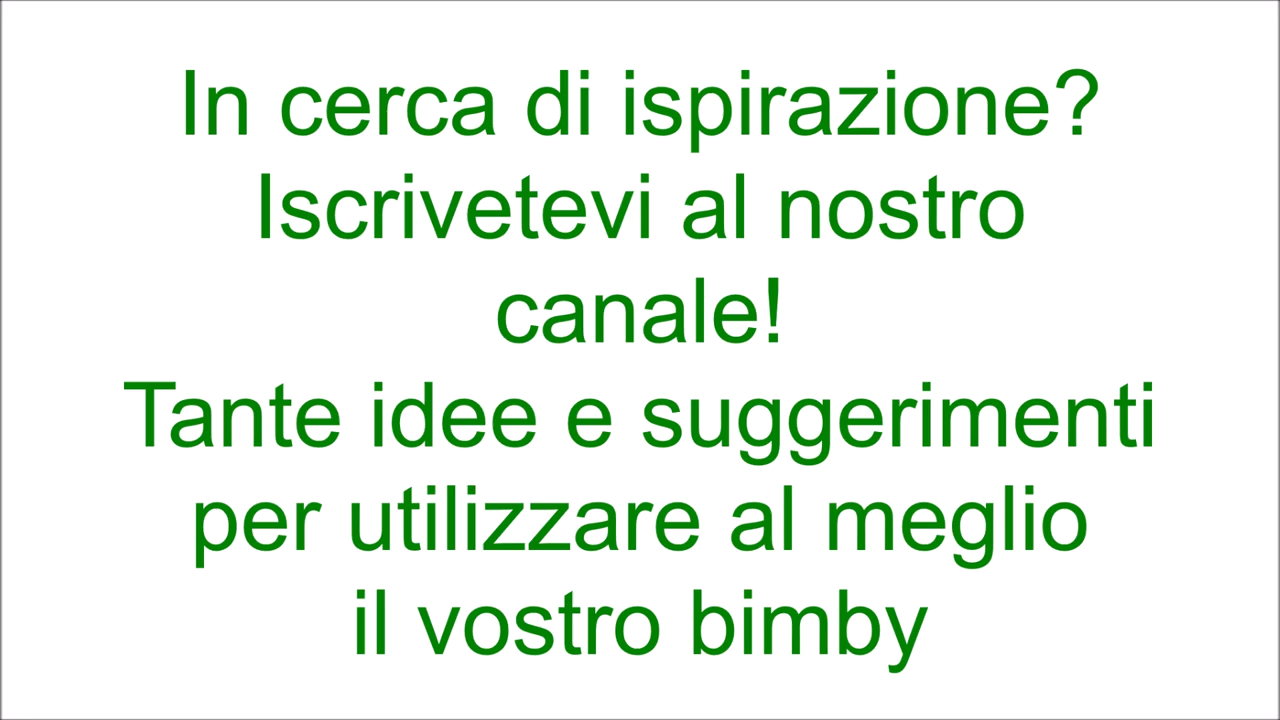 In cerca di ispirazione?
Iscrivetevi al nostro
canale!
Tante idee e suggerimenti
per utilizzare al meglio
il vostro bimby